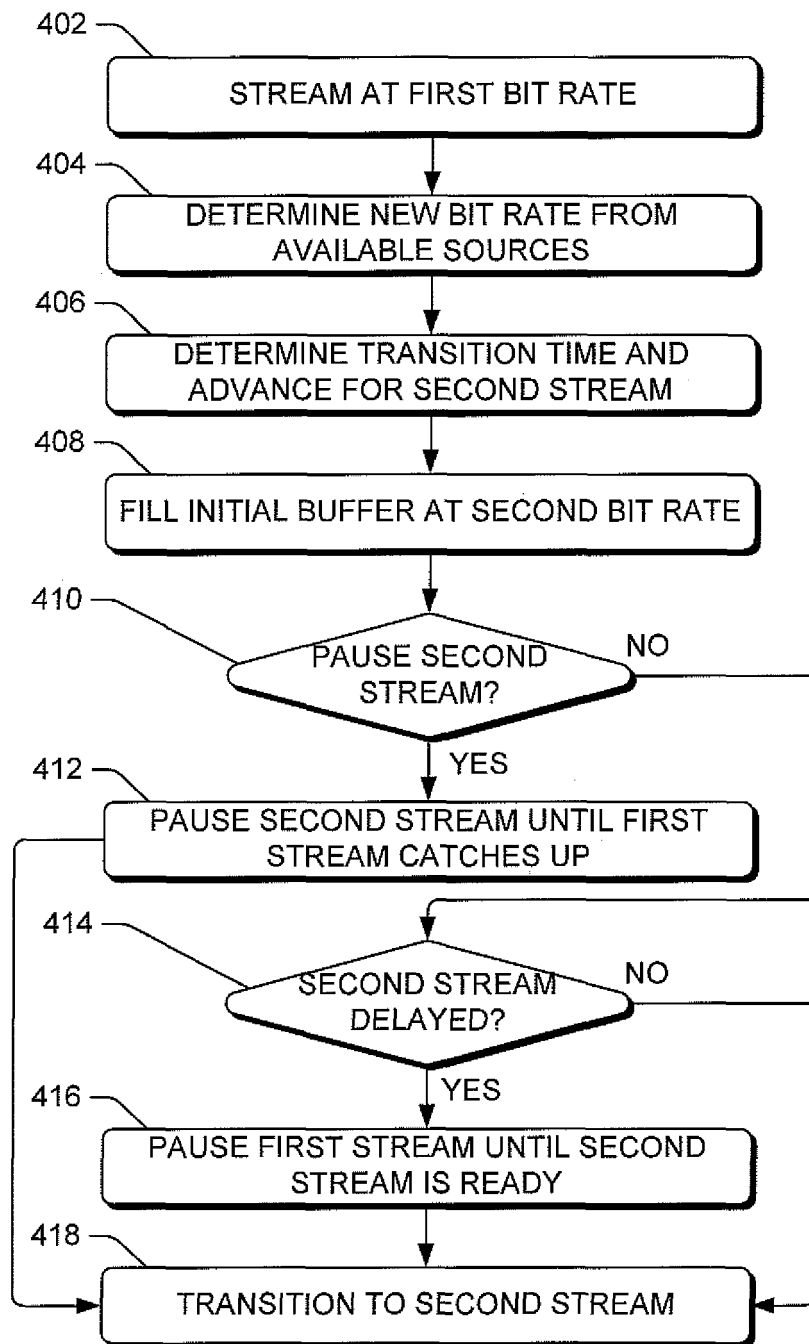 402
STREAM AT FIRST BIT RATE
404
DETERMINE NEW BIT RATE FROM
AVAILABLE SOURCES
406
DETERMINE TRANSITION TIME AND
ADVANCE FOR SECOND STREAM
408
FILL INITIAL BUFFER AT SECOND BIT RATE
410
PAUSE SECOND
STREAM?
NO
YES
412
PAUSE SECOND STREAM UNTIL FIRST
STREAM CATCHES UP
414
SECOND STREAM
DELAYED?
NO
YES
416
PAUSE FIRST STREAM UNTIL SECOND
STREAM IS READY
418
TRANSITION TO SECOND STREAM